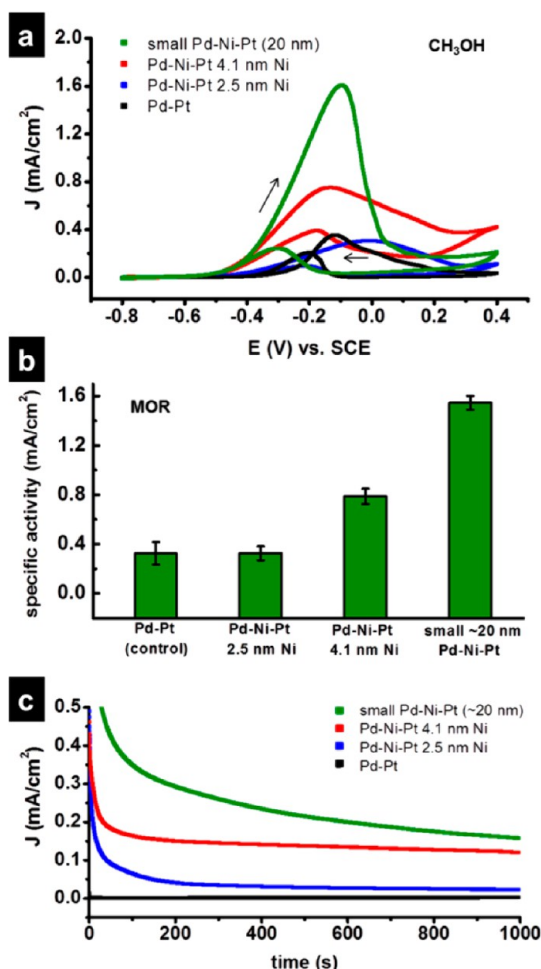 a
2.0
1.6
1.2
0.8
0.4
0.0
J (mA/cm²)
small Pd-Ni-Pt (20 nm)
Pd-Ni-Pt 4.1 nm Ni
Pd-Ni-Pt 2.5 nm Ni
Pd-Pt
CH₃OH
-0.8 -0.6 -0.4 -0.2 0.0 0.2 0.4
E (V) vs. SCE
b
1.6
1.2
0.8
0.4
0.0
specific activity (mA/cm²)
MOR
Pd-Pt
(control)
Pd-Ni-Pt
2.5 nm Ni
Pd-Ni-Pt
4.1 nm Ni
small ~20 nm
Pd-Ni-Pt
c
0.5
0.4
0.3
0.2
0.1
0.0
J (mA/cm²)
small Pd-Ni-Pt (~20 nm)
Pd-Ni-Pt 4.1 nm Ni
Pd-Ni-Pt 2.5 nm Ni
Pd-Pt
0 200 400 600 800 1000
time (s)